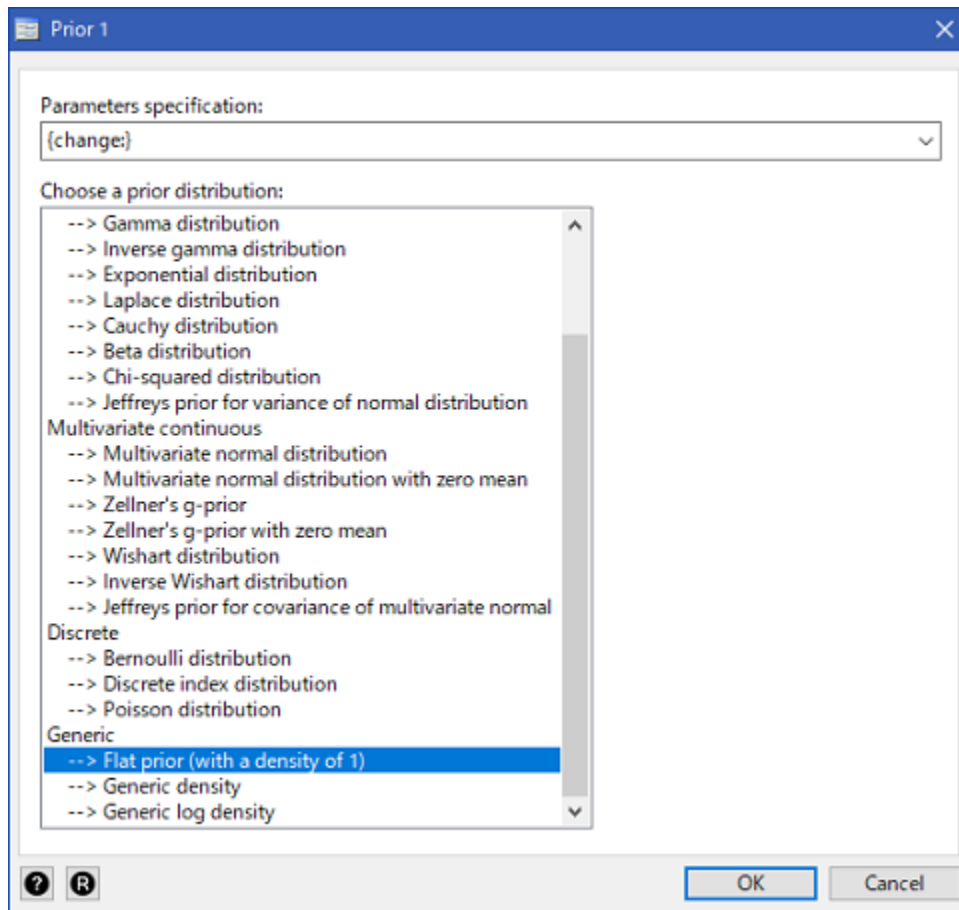 Prior 1
Parameters specification:
{change:}
Choose a prior distribution:
--> Gamma distribution
--> Inverse gamma distribution
--> Exponential distribution
--> Laplace distribution
--> Cauchy distribution
--> Beta distribution
--> Chi-squared distribution
--> Jeffreys prior for variance of normal distribution
Multivariate continuous
--> Multivariate normal distribution
--> Multivariate normal distribution with zero mean
--> Zellner's g-prior
--> Zellner's g-prior with zero mean
--> Wishart distribution
--> Inverse Wishart distribution
--> Jeffreys prior for covariance of multivariate normal
Discrete
--> Bernoulli distribution
--> Discrete index distribution
--> Poisson distribution
Generic
--> Flat prior (with a density of 1)
--> Generic density
--> Generic log density
? R OK Cancel